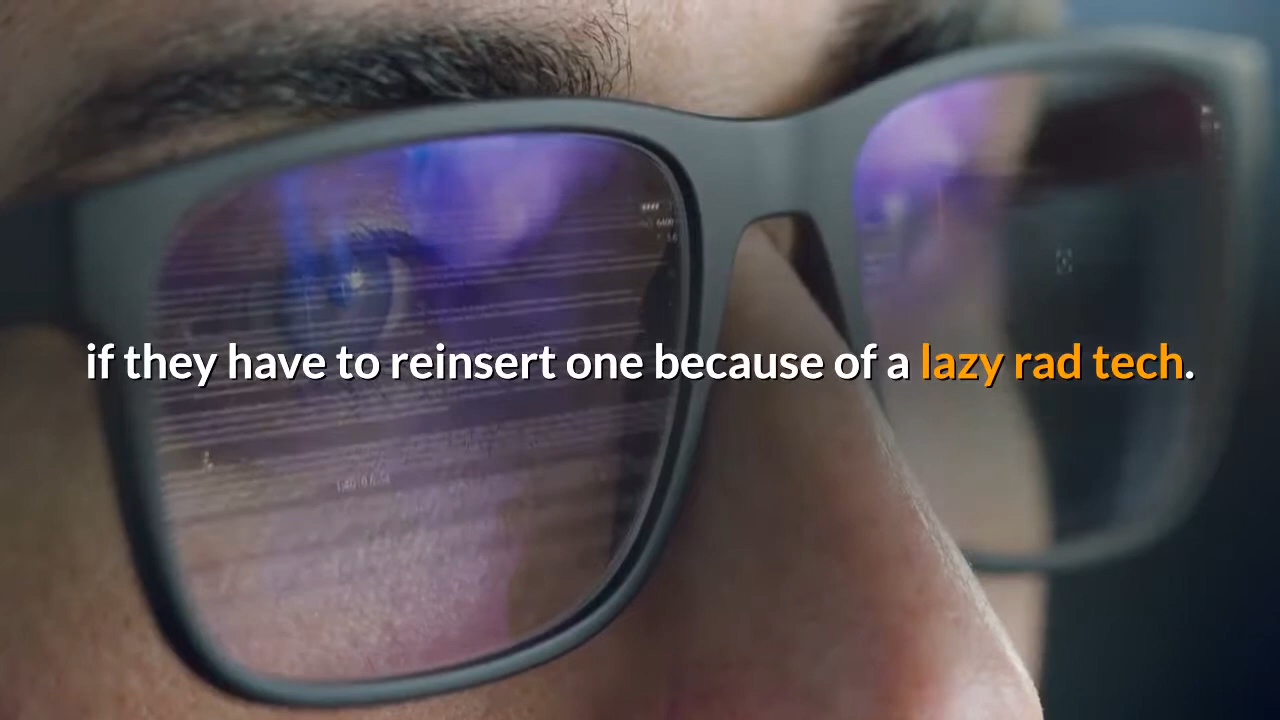 if they have to reinsert one because of a lazy rad tech.